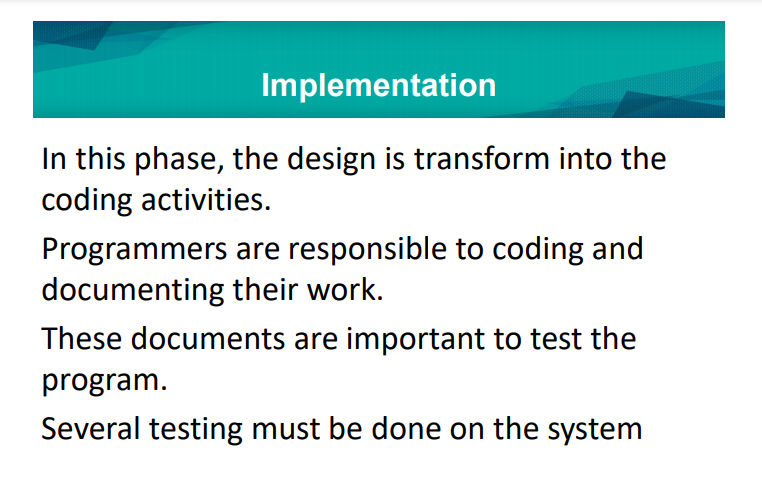 Implementation
In this phase, the design is transform into the
coding activities.
Programmers are responsible to coding and
documenting their work.
These documents are important to test the
program.
Several testing must be done on the system